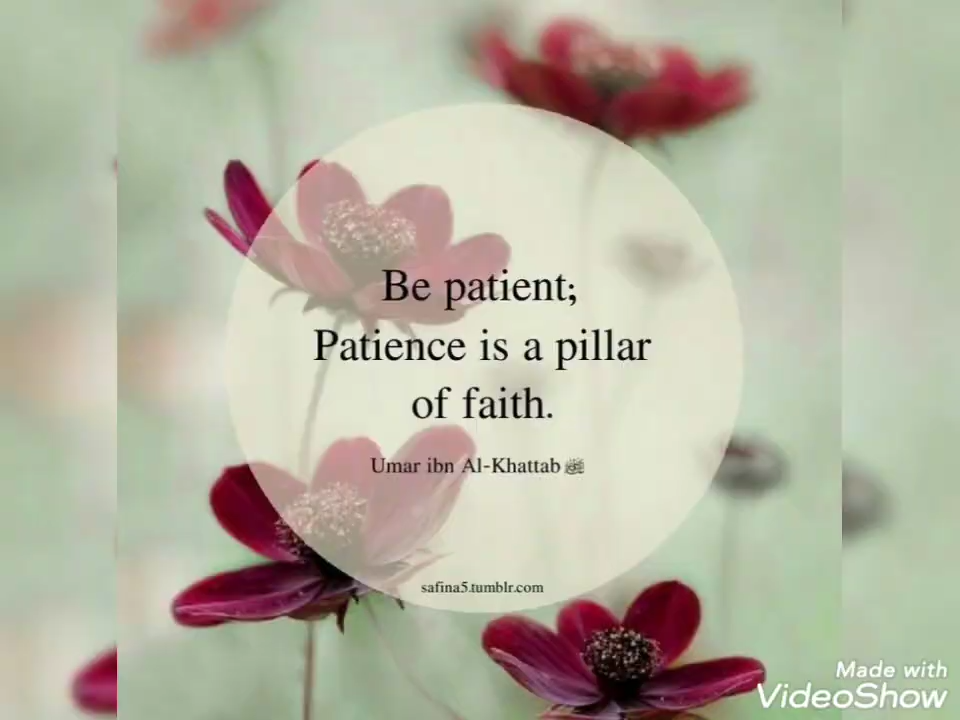 Be patient;
Patience is a pillar
of faith.
Umar ibn Al-Khattab
safina5.tumblr.com
Made with
VideoShow